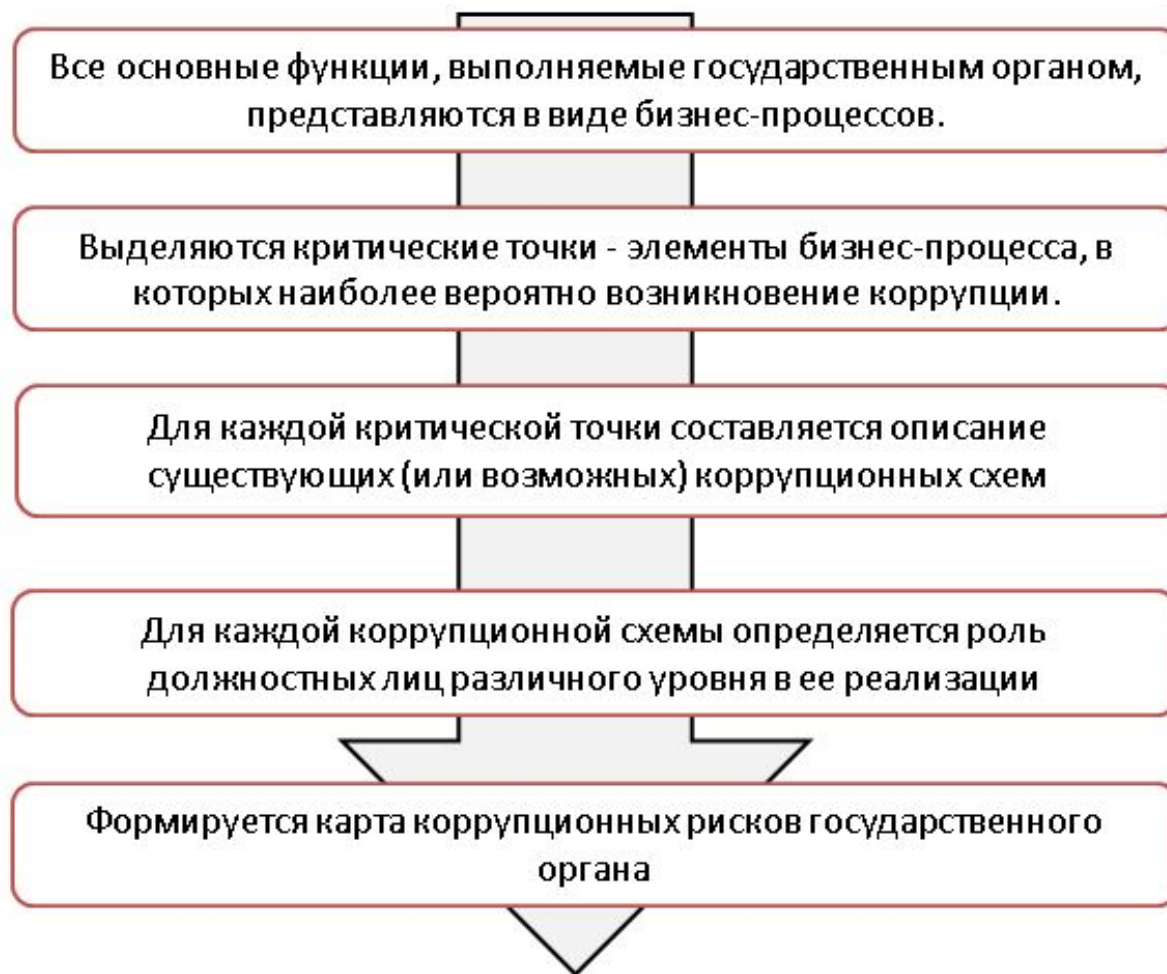 Все основные функции, выполняемые государственным органом,
представляются в виде бизнес-процессов.
Выделяются критические точки - элементы бизнес-процесса, в
которых наиболее вероятно возникновение коррупции.
Для каждой критической точки составляется описание
существующих (или возможных) коррупционных схем
Для каждой коррупционной схемы определяется роль
должностных лиц различного уровня в ее реализации
Формируется карта коррупционных рисков государственного
органа